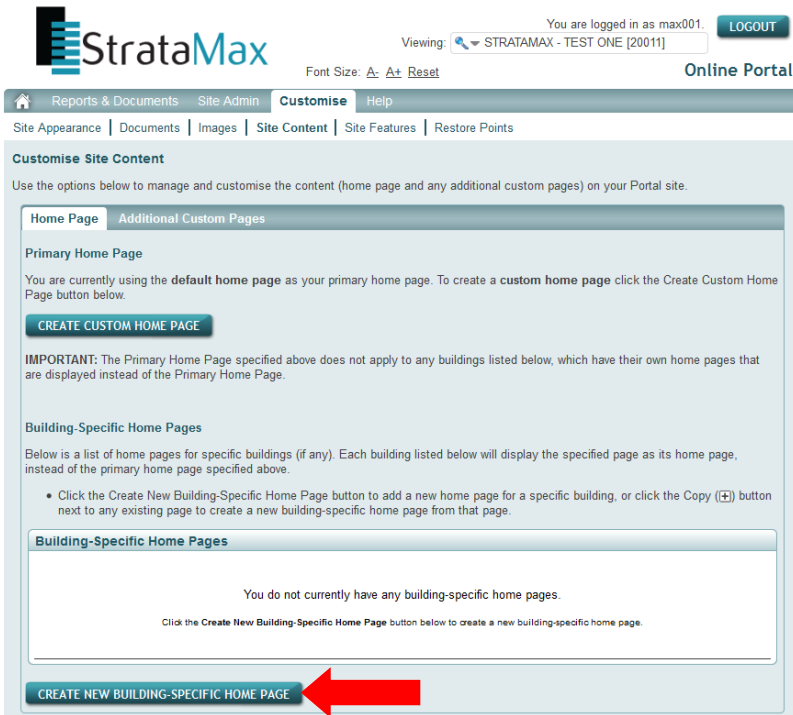 StrataMax
You are logged in as max001.
LOGOUT
Viewing: STRATAMAX - TEST ONE [20011]
Font Size: A- A+ Reset
Online Portal
Reports & Documents Site Admin Customise Help
Site Appearance | Documents | Images | Site Content | Site Features | Restore Points
Customise Site Content
Use the options below to manage and customise the content (home page and any additional custom pages) on your Portal site.
Home Page Additional Custom Pages
Primary Home Page
You are currently using the default home page as your primary home page. To create a custom home page click the Create Custom Home
Page button below.
CREATE CUSTOM HOME PAGE
IMPORTANT: The Primary Home Page specified above does not apply to any buildings listed below, which have their own home pages that
are displayed instead of the Primary Home Page.
Building-Specific Home Pages
Below is a list of home pages for specific buildings (if any). Each building listed below will display the specified page as its home page,
instead of the primary home page specified above.
• Click the Create New Building-Specific Home Page button to add a new home page for a specific building, or click the Copy (+) button
next to any existing page to create a new building-specific home page from that page.
Building-Specific Home Pages
You do not currently have any building-specific home pages.
Click the Create New Building-Specific Home Page button below to create a new building-specific home page.
CREATE NEW BUILDING-SPECIFIC HOME PAGE